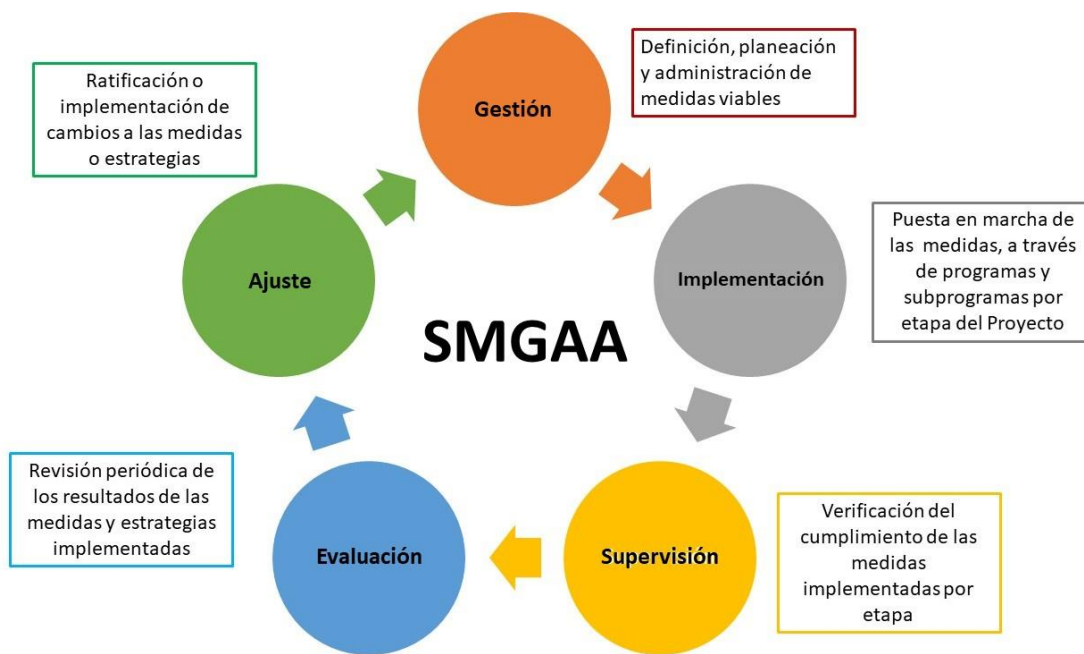 Gestión
Definición, planeación
y administración de
medidas viables
Ratificación o
implementación de
cambios a las medidas
o estrategias
Implementación
Puesta en marcha de
las medidas, a través
de programas y
subprogramas por
etapa del Proyecto
Ajuste
SMGAA
Revisión periódica de
los resultados de las
medidas y estrategias
implementadas
Evaluación
Supervisión
Verificación del
cumplimiento de las
medidas
implementadas por
etapa